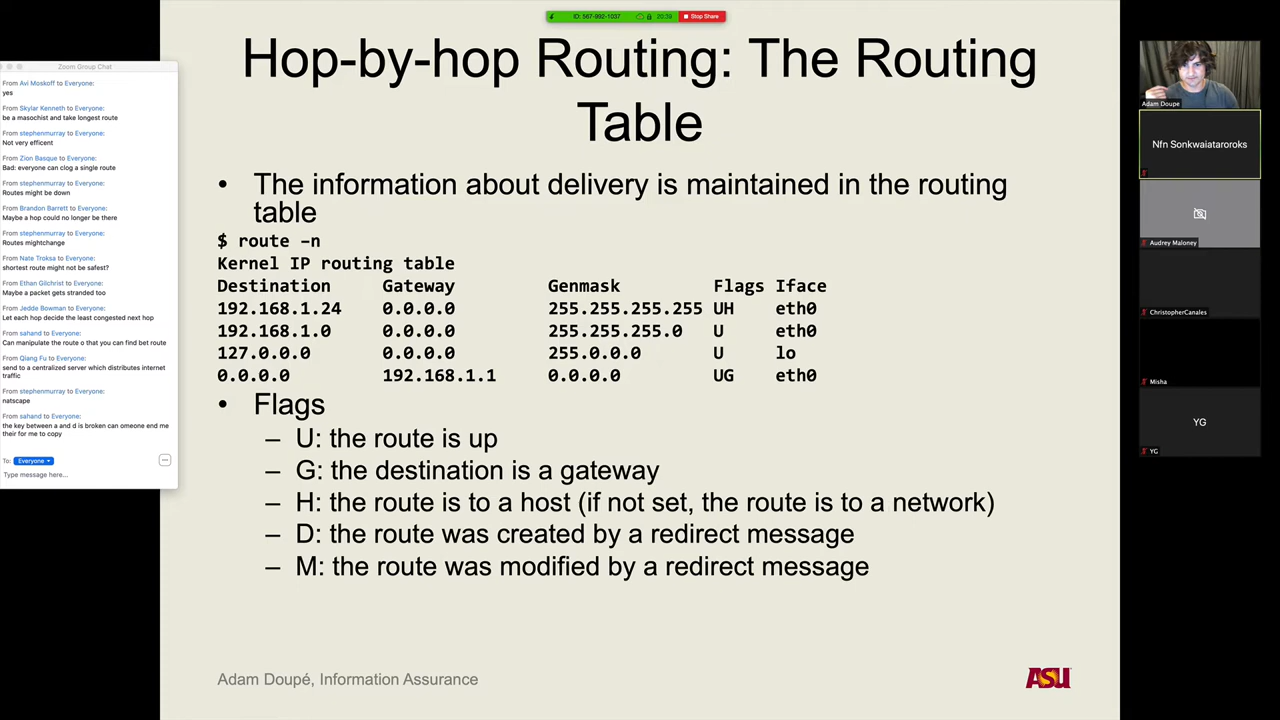 ID: 567-992-1037
20:39
Stop Share
Hop-by-hop Routing: The Routing
Table
• The information about delivery is maintained in the routing
table
$ route –n
Kernel IP routing table
Destination Gateway Genmask Flags Iface
192.168.1.24 0.0.0.0 255.255.255.255 UH eth0
192.168.1.0 0.0.0.0 255.255.255.0 U eth0
127.0.0.0 0.0.0.0 255.0.0.0 U lo
0.0.0.0 192.168.1.1 0.0.0.0 UG eth0
• Flags
– U: the route is up
– G: the destination is a gateway
– H: the route is to a host (if not set, the route is to a network)
– D: the route was created by a redirect message
– M: the route was modified by a redirect message
Adam Doupé, Information Assurance
ASU
Zoom Group Chat
From Avi Moskoff to Everyone:
yes
From Skylar Kenneth to Everyone:
be a masochist and take longest route
From stephenmurray to Everyone:
Not very efficent
From Zion Basque to Everyone:
Bad: everyone can clog a single route
From stephenmurray to Everyone:
Routes might be down
From Brandon Barrett to Everyone:
Maybe a hop could no longer be there
From stephenmurray to Everyone:
Routes mightchange
From Nate Troksa to Everyone:
shortest route might not be safest?
From Ethan Gilchrist to Everyone:
Maybe a packet gets stranded too
From Jedde Bowman to Everyone:
Let each hop decide the least congested next hop
From sahand to Everyone:
Can manipulate the route o that you can find bet route
From Qiang Fu to Everyone:
send to a centralized server which distributes internet
traffic
From stephenmurray to Everyone:
natscape
From sahand to Everyone:
the key between a and d is broken can omeone end me
their for me to copy
To: Everyone
Type message here...
Adam Doupe
Nfn Sonkwaiataroroks
Audrey Maloney
ChristopherCanales
Misha
YG
YG